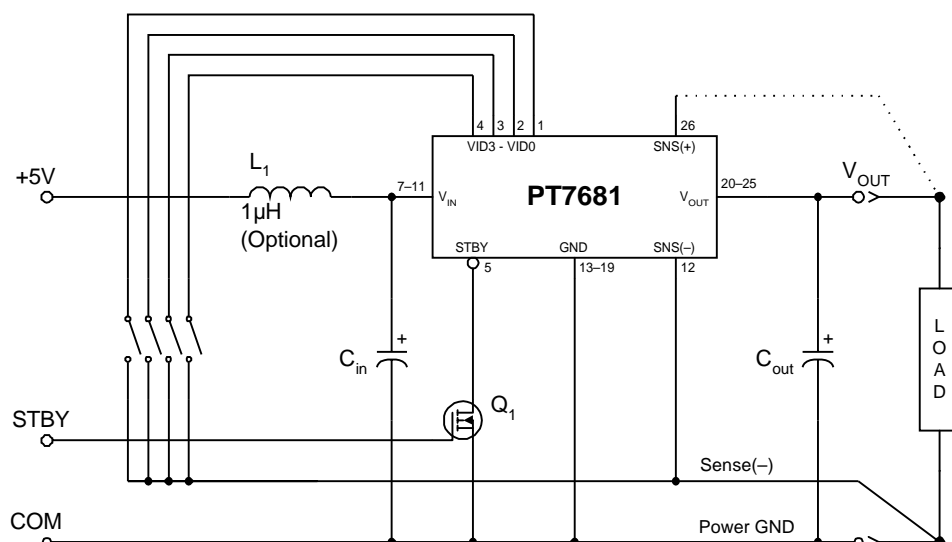 4 3 2 1
26
VID3 - VID0
SNS(+)
L1
+5V
7–11
VIN
PT7681
VOUT
20–25
VOUT
1µH
(Optional)
STBY
GND
SNS(–)
5
13–19
12
+
+
Cin
Cout
L
O
A
D
Q1
STBY
Sense(–)
COM
Power GND